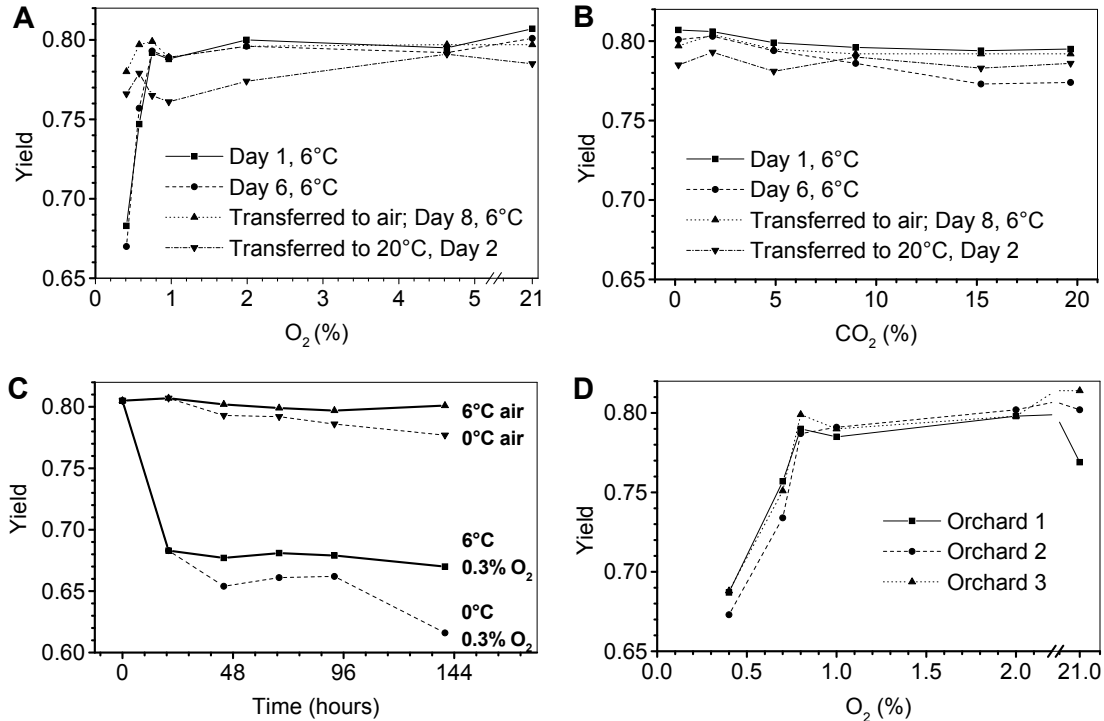 A
0.80
0.75
0.70
0.65
Yield
Day 1, 6°C
Day 6, 6°C
Transferred to air; Day 8, 6°C
Transferred to 20°C, Day 2
0 1 2 3 4 5 21
O2 (%)
B
0.80
0.75
0.70
0.65
Yield
Day 1, 6°C
Day 6, 6°C
Transferred to air; Day 8, 6°C
Transferred to 20°C, Day 2
0 5 10 15 20
CO2 (%)
C
0.80
0.75
0.70
0.65
0.60
Yield
6°C air
0°C air
6°C
0.3% O2
0°C
0.3% O2
0 48 96 144
Time (hours)
D
0.80
0.75
0.70
0.65
Yield
Orchard 1
Orchard 2
Orchard 3
0.0 0.5 1.0 2.0 21.0
O2 (%)